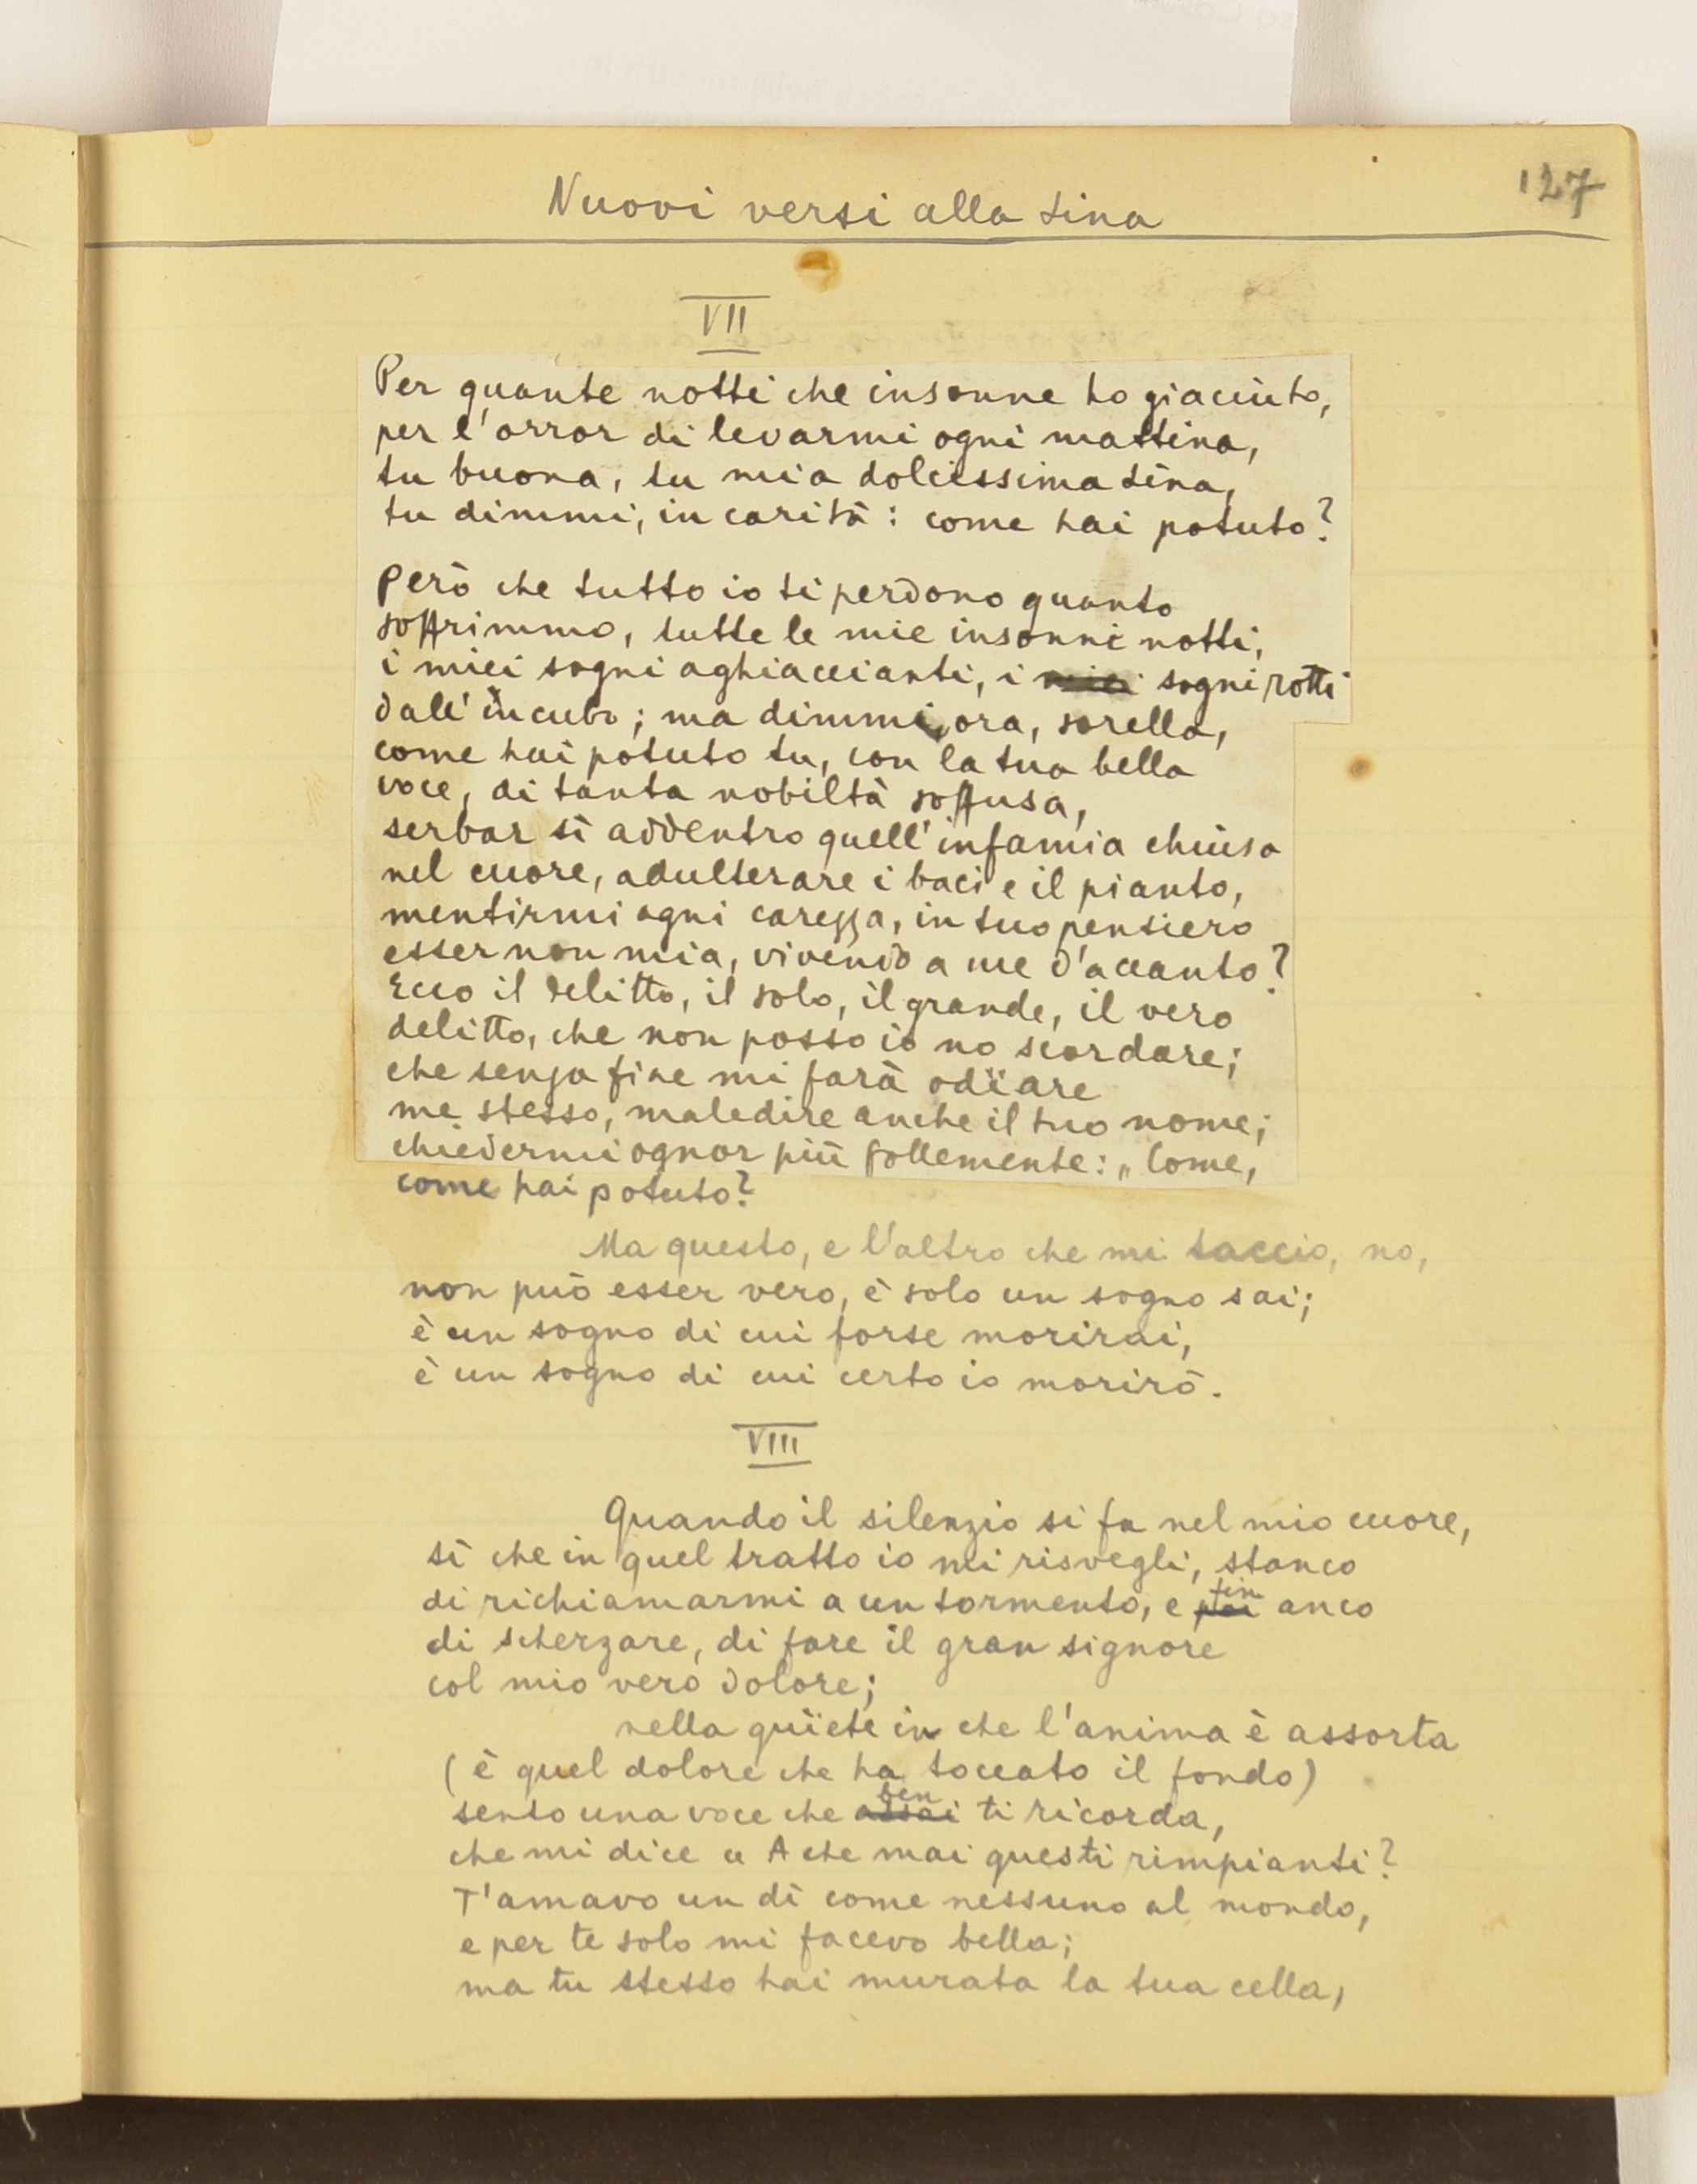 127
Nuovi versi alla Lina
VII
Per quante notti che insonne ho giaciuto,
per l'orror di levarmi ogni mattina,
tu buona, tu mia dolcissima Lina,
tu dimmi, in carità: come hai potuto?
Però che tutto io ti perdono quanto
soffrimmo, tutte le mie insonni notti,
i miei sogni aghiaccianti, i miei sogni rotti
dall'incubo; ma dimmi, ora, sorella,
come hai potuto tu, con la tua bella
voce, di tanta nobiltà soffusa,
serbar sì addentro quell'infamia chiusa
nel cuore, adulterare i baci e il pianto,
mentirmi ogni carezza, in tuo pensiero
esser non mia, vivendo a me d'accanto?
Ecco il delitto, il solo, il grande, il vero
delitto, che non posso io no scordare;
che senza fine mi farà odïare
me stesso, maledire anche il tuo nome;
chiedermi ognor più follemente: „Come,
come hai potuto?
Ma questo, e l'altro che mi taccio, no,
non può esser vero, è solo un sogno sai;
è un sogno di cui forse morirai,
è un sogno di cui certo io morirò.
VIII
Quando il silenzio si fa nel mio cuore,
sì che in quel tratto io mi risvegli, stanco
di richiamarmi a un tormento, e poi fin anco
di scherzare, di fare il gran signore
col mio vero dolore;
nella quïete in che l'anima è assorta
(è quel dolore che ha toccato il fondo)
sento una voce che assai ben ti ricorda,
che mi dice « A che mai questi rimpianti?
T'amavo un dì come nessuno al mondo,
e per te solo mi facevo bella;
ma tu stesso hai murata la tua cella,